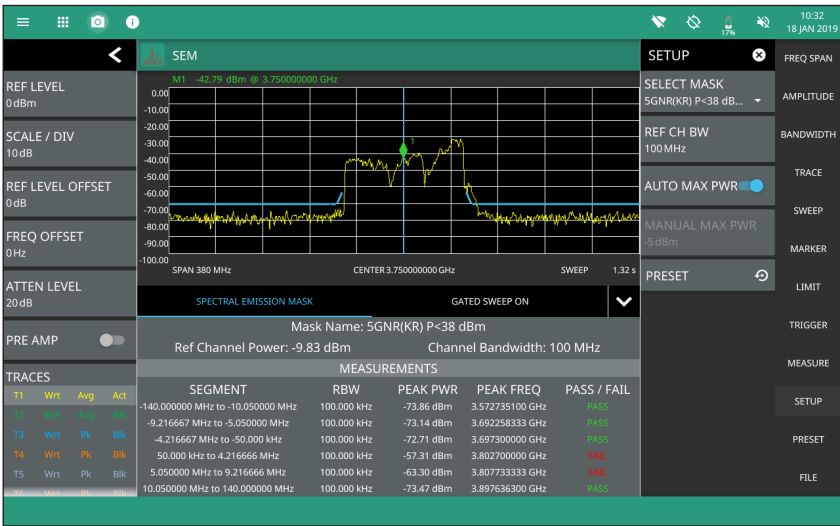 17%
10:32
18 JAN 2019
REF LEVEL
0 dBm
SCALE / DIV
10 dB
REF LEVEL OFFSET
0 dB
FREQ OFFSET
0 Hz
ATTEN LEVEL
20 dB
PRE AMP
TRACES
T1 Wrt Avg Act
T2 Wrt Avg Blk
T3 Wrt Pk Blk
T4 Wrt Pk Blk
T5 Wrt Pk Blk
T6 Wrt Pk Blk
SEM
M1 -42.79 dBm @ 3.750000000 GHz
0.00
-10.00
-20.00
-30.00
-40.00
-50.00
-60.00
-70.00
-80.00
-90.00
-100.00
1
SPAN 380 MHz CENTER 3.750000000 GHz SWEEP 1.32 s
SPECTRAL EMISSION MASK GATED SWEEP ON
Mask Name: 5GNR(KR) P<38 dBm
Ref Channel Power: -9.83 dBm Channel Bandwidth: 100 MHz
MEASUREMENTS
SEGMENT RBW PEAK PWR PEAK FREQ PASS / FAIL
-140.000000 MHz to -10.050000 MHz 100.000 kHz -73.86 dBm 3.572735100 GHz PASS
-9.216667 MHz to -5.050000 MHz 100.000 kHz -73.14 dBm 3.692258333 GHz PASS
-4.216667 MHz to -50.000 kHz 100.000 kHz -72.71 dBm 3.697300000 GHz PASS
50.000 kHz to 4.216666 MHz 100.000 kHz -57.31 dBm 3.802700000 GHz FAIL
5.050000 MHz to 9.216666 MHz 100.000 kHz -63.30 dBm 3.807733333 GHz FAIL
10.050000 MHz to 140.000000 MHz 100.000 kHz -73.47 dBm 3.897636300 GHz PASS
SETUP
SELECT MASK
5GNR(KR) P<38 dB...
REF CH BW
100 MHz
AUTO MAX PWR
MANUAL MAX PWR
-5 dBm
PRESET
FREQ SPAN
AMPLITUDE
BANDWIDTH
TRACE
SWEEP
MARKER
LIMIT
TRIGGER
MEASURE
SETUP
PRESET
FILE